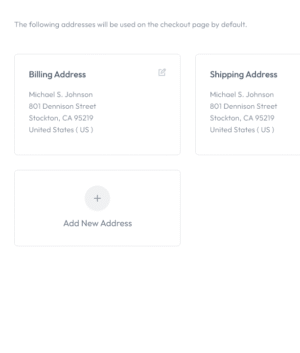 The following addresses will be used on the checkout page by default.
Billing Address
Michael S. Johnson
801 Dennison Street
Stockton, CA 95219
United States ( US )
Shipping Address
Michael S. Johnson
801 Dennison Street
Stockton, CA 95219
United States ( US )
Add New Address